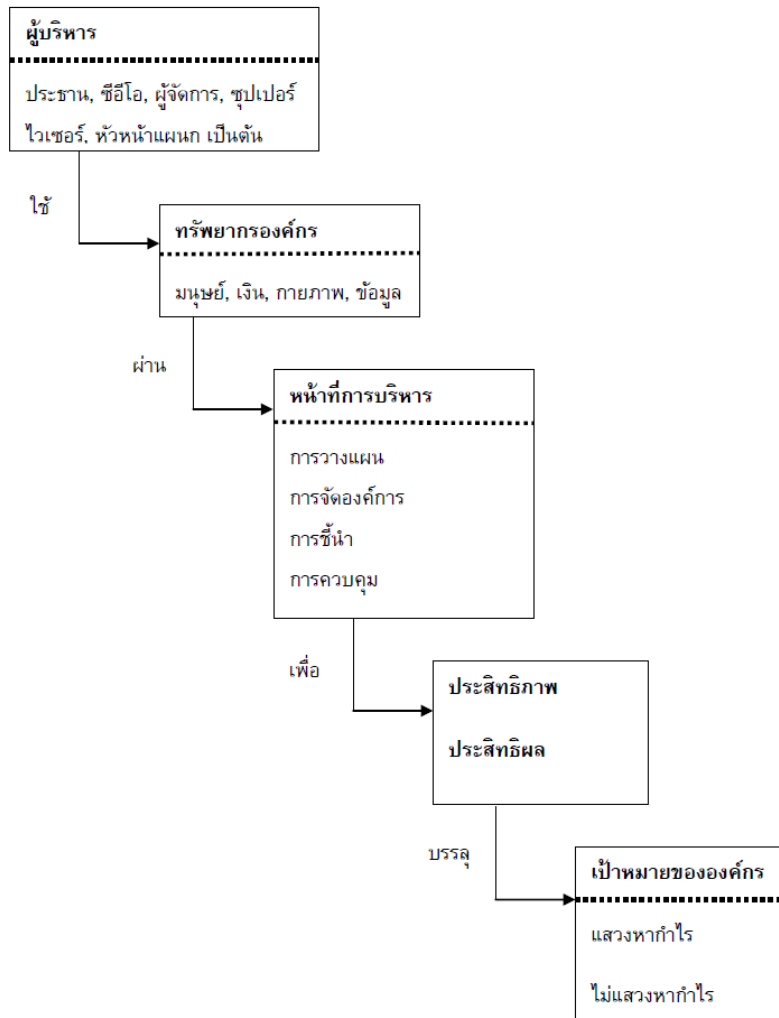 ผู้บริหาร
ประธาน, ซีอีโอ, ผู้จัดการ, ซุปเปอร์
ไวเซอร์, หัวหน้าแผนก เป็นต้น
ใช้
ทรัพยากรองค์กร
มนุษย์, เงิน, กายภาพ, ข้อมูล
ผ่าน
หน้าที่การบริหาร
การวางแผน
การจัดองค์การ
การชี้นำ
การควบคุม
เพื่อ
ประสิทธิภาพ
ประสิทธิผล
บรรลุ
เป้าหมายขององค์กร
แสวงหากำไร
ไม่แสวงหากำไร